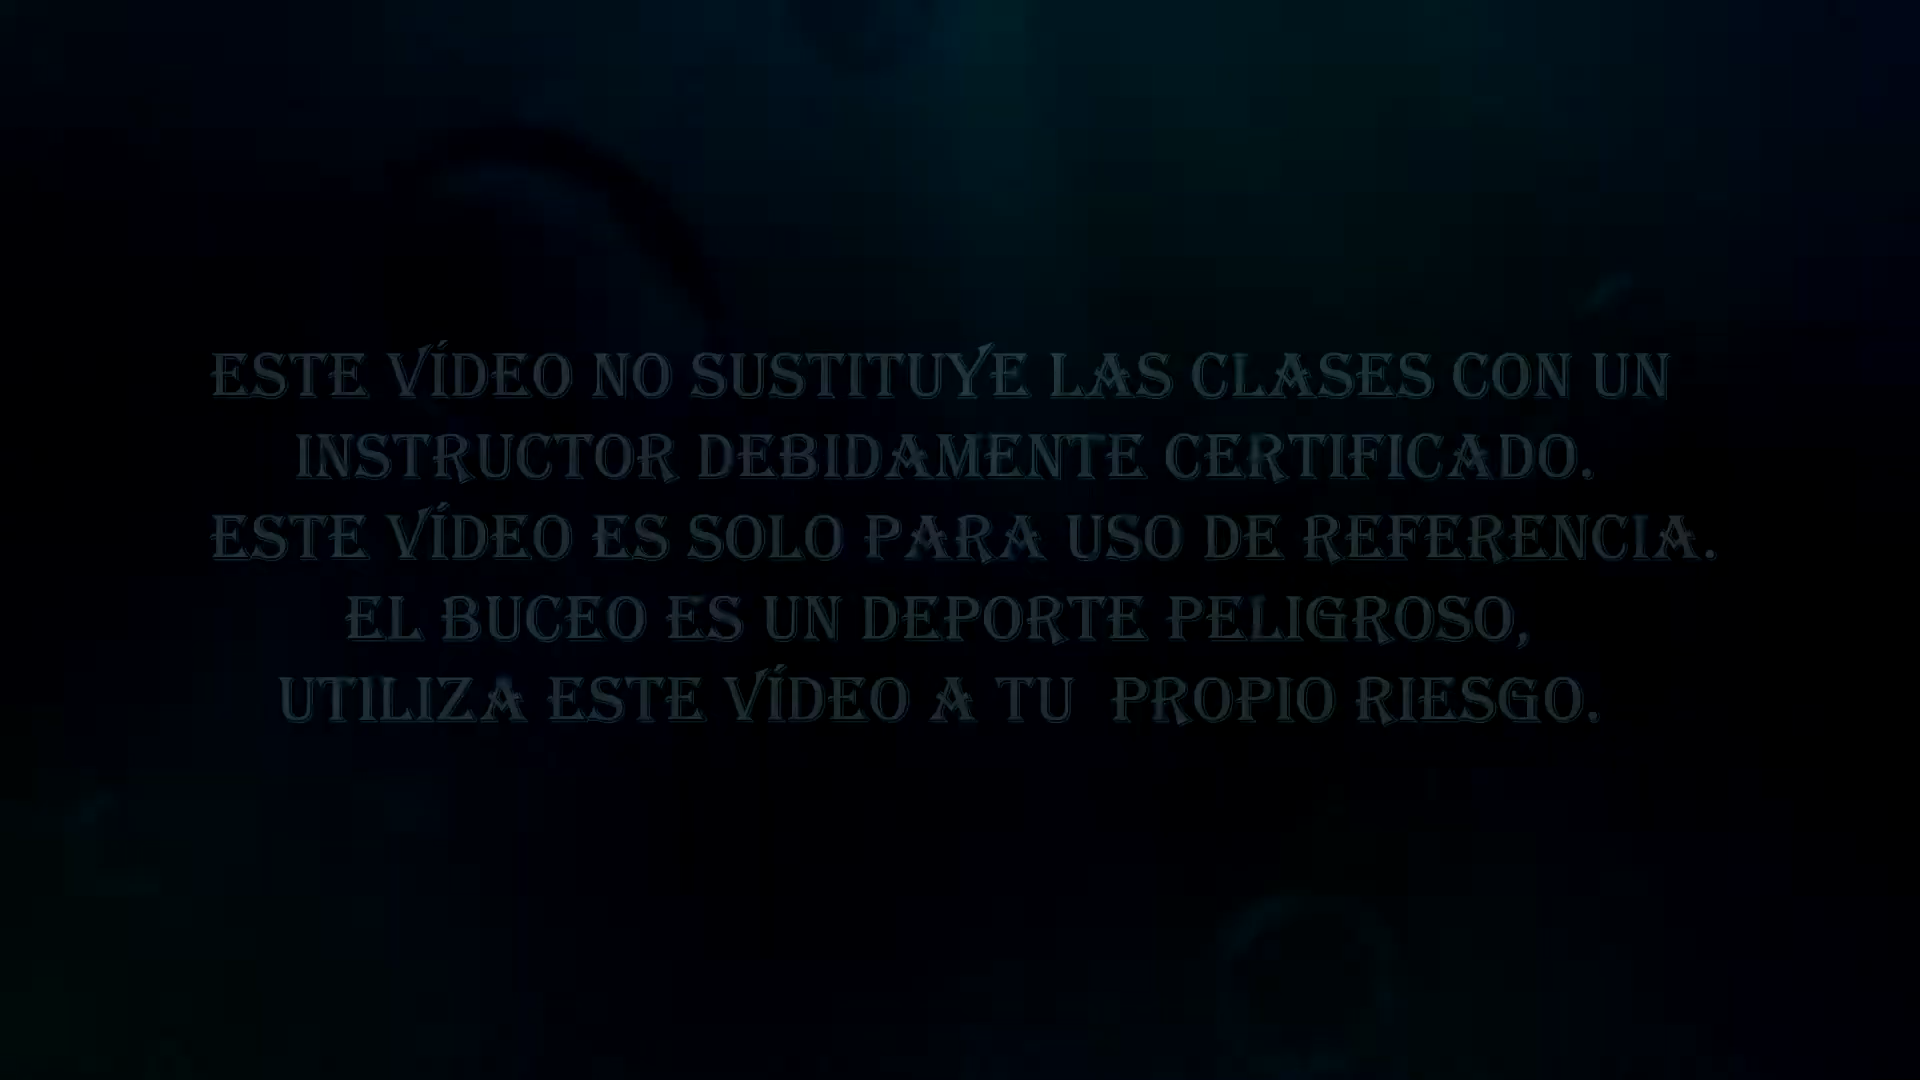 ESTE VÍDEO NO SUSTITUYE LAS CLASES CON UN
INSTRUCTOR DEBIDAMENTE CERTIFICADO.
ESTE VÍDEO ES SOLO PARA USO DE REFERENCIA.
EL BUCEO ES UN DEPORTE PELIGROSO,
UTILIZA ESTE VÍDEO A TU  PROPIO RIESGO.